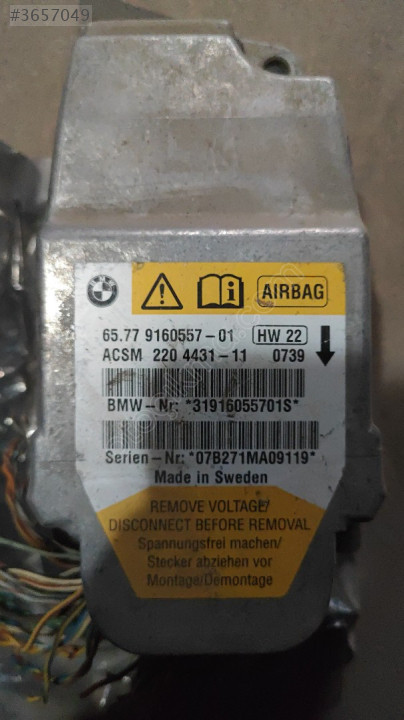 #3657049
BMW
AIRBAG
65.77 9160557-01 HW 22
ACSM 220 4431-11 0739
BMW-Nr: *31916055701S*
Serien-Nr: *07B271MA09119*
Made in Sweden
REMOVE VOLTAGE/
DISCONNECT BEFORE REMOVAL
Spannungsfrei machen/
Stecker abziehen vor
Montage/Demontage